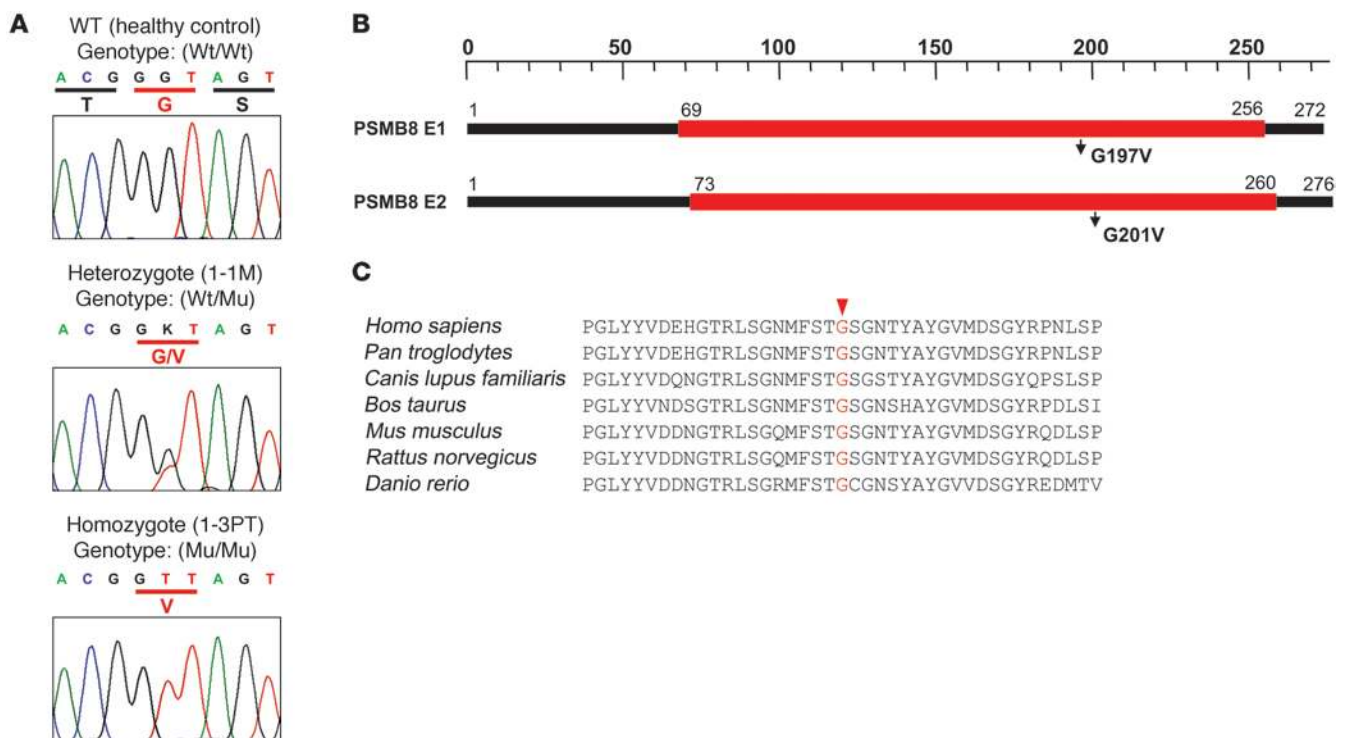 A
WT (healthy control)
Genotype: (Wt/Wt)
A C G G G T A G T
T G S
Heterozygote (1-1M)
Genotype: (Wt/Mu)
A C G G K T A G T
G/V
Homozygote (1-3PT)
Genotype: (Mu/Mu)
A C G G T T A G T
V
B
0 50 100 150 200 250
1 69 256 272
PSMB8 E1
G197V
1 73 260 276
PSMB8 E2
G201V
C
Homo sapiens PGLYYVDEHGTRLSGNMFSTGSGNTYAYGVMDSGYRPNLSP
Pan troglodytes PGLYYVDEHGTRLSGNMFSTGSGNTYAYGVMDSGYRPNLSP
Canis lupus familiaris PGLYYVDQNGTRLSGNMFSTGSGSTYAYGVMDSGYQPSLSP
Bos taurus PGLYYVNDSGTRLSGNMFSTGSGNSHAYGVMDSGYRPDLSI
Mus musculus PGLYYVDDNGTRLSGQMFSTGSGNTYAYGVMDSGYRQDLSP
Rattus norvegicus PGLYYVDDNGTRLSGQMFSTGSGNTYAYGVMDSGYRQDLSP
Danio rerio PGLYYVDDNGTRLSGRMFSTGCGNSYAYGVVDSGYREDMTV